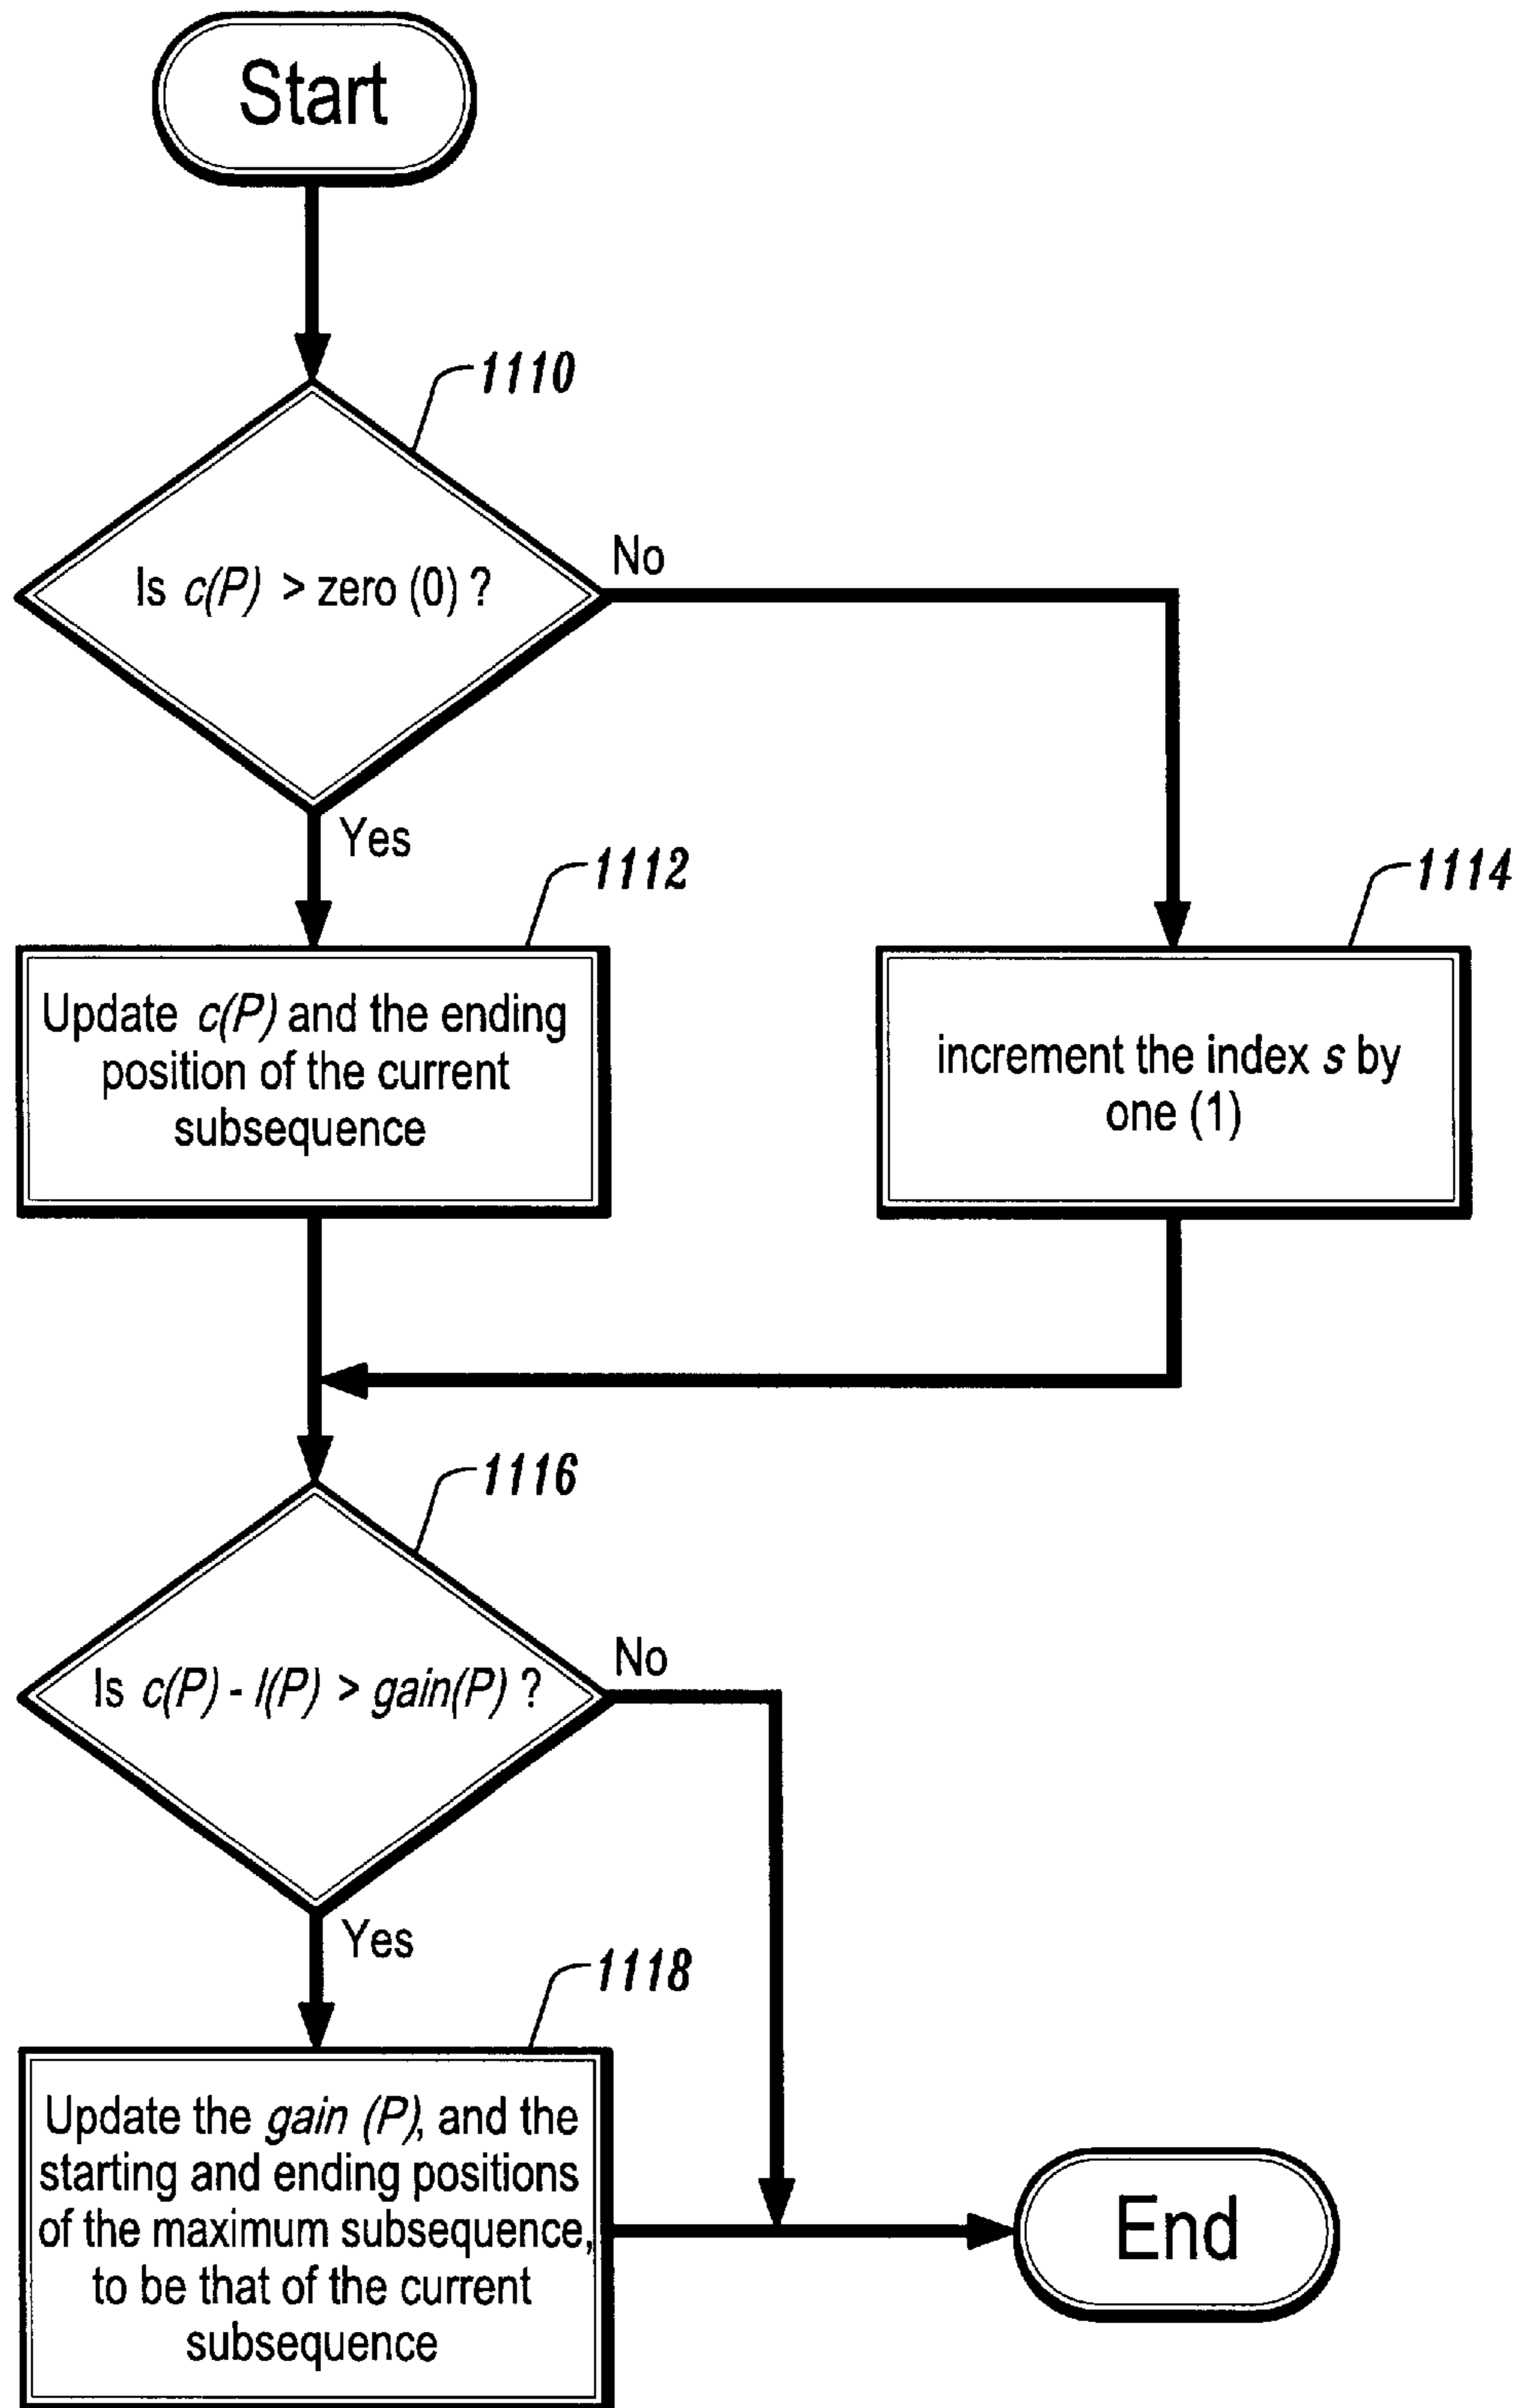 Start
1110
Is c(P) > zero (0) ?
No
Yes
1112
1114
Update c(P) and the ending
position of the current
subsequence
increment the index s by
one (1)
1116
Is c(P) - l(P) > gain(P) ?
No
Yes
1118
Update the gain (P), and the
starting and ending positions
of the maximum subsequence,
to be that of the current
subsequence
End